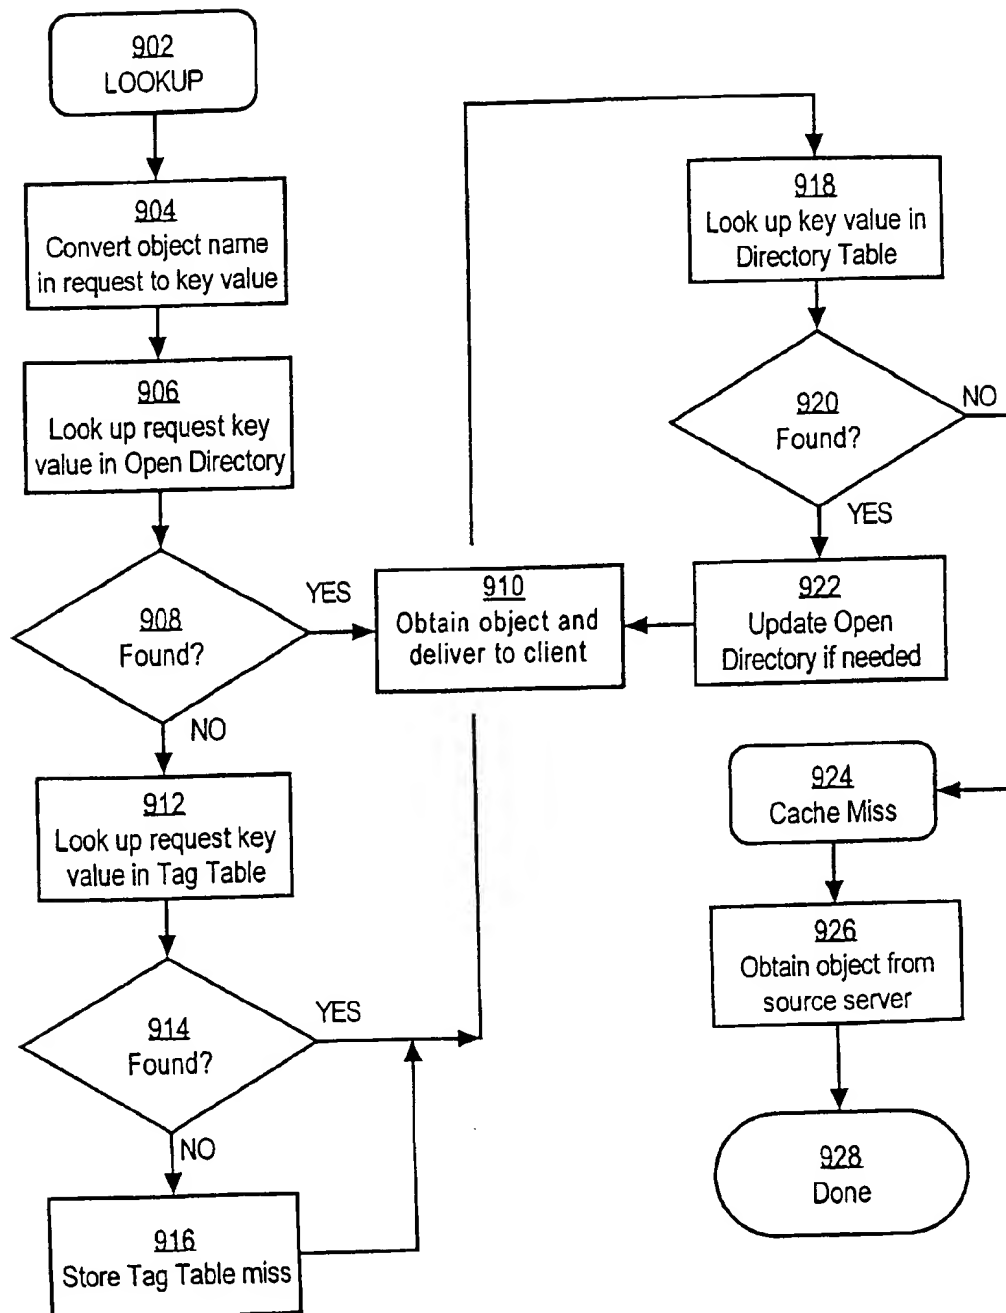 902
LOOKUP
904
Convert object name
in request to key value
906
Look up request key
value in Open Directory
908
Found?
YES
NO
910
Obtain object and
deliver to client
912
Look up request key
value in Tag Table
914
Found?
YES
NO
916
Store Tag Table miss
918
Look up key value in
Directory Table
920
Found?
NO
YES
922
Update Open
Directory if needed
924
Cache Miss
926
Obtain object from
source server
928
Done